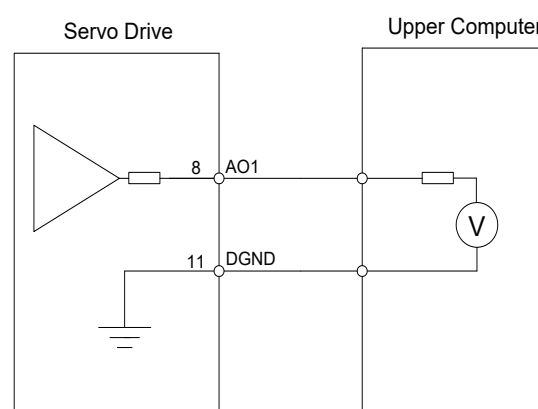 Servo Drive
Upper Computer
8 AO1
V
11 DGND